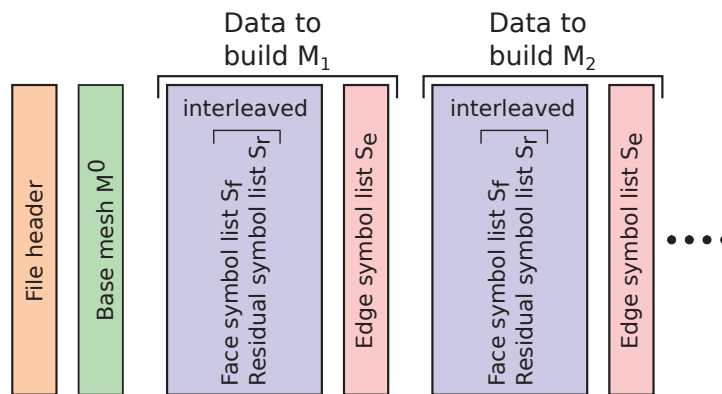 Data to
build M₁
Data to
build M₂
File header
Base mesh M⁰
interleaved
Face symbol list Sf
Residual symbol list Sr
Edge symbol list Se
interleaved
Face symbol list Sf
Residual symbol list Sr
Edge symbol list Se